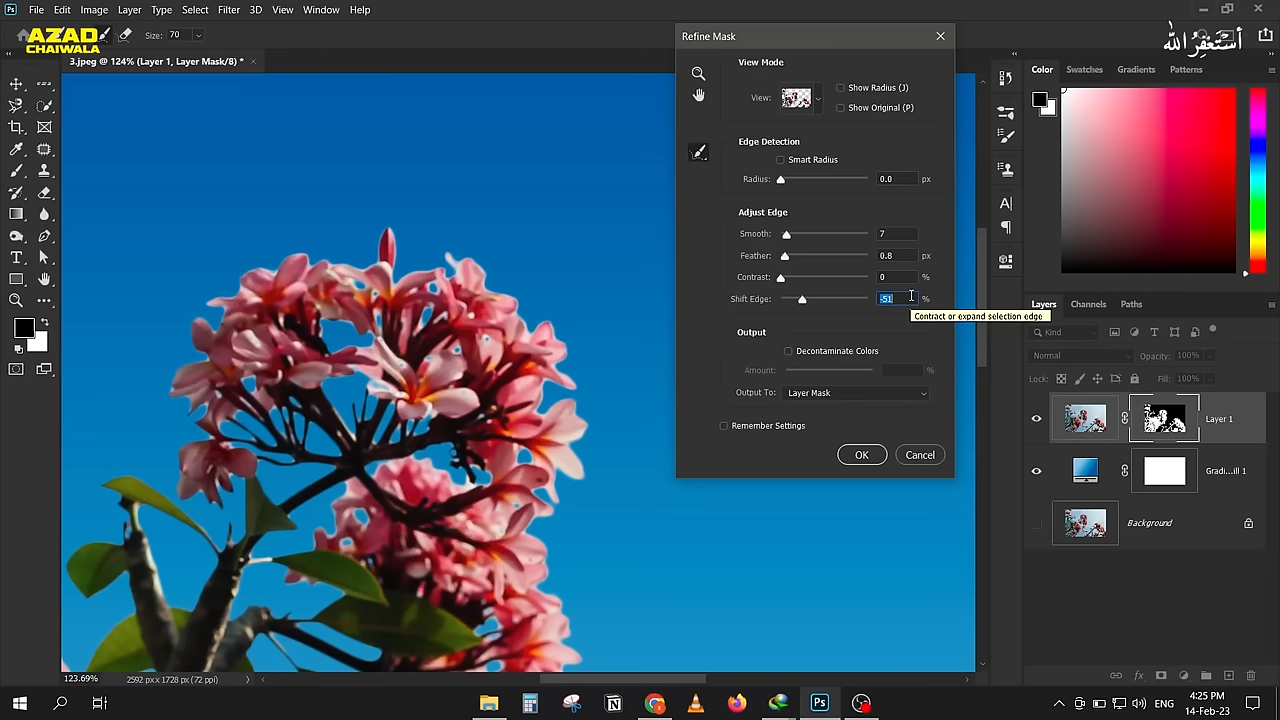 Ps File Edit Image Layer Type Select Filter 3D View Window Help
AZAD
CHAIWALA
Size: 70
أستغفر الله
3.jpeg @ 124% (Layer 1, Layer Mask/8) *
Refine Mask
View Mode
View:
Show Radius (J)
Show Original (P)
Edge Detection
Smart Radius
Radius: 0.0 px
Adjust Edge
Smooth: 7
Feather: 0.8 px
Contrast: 0 %
Shift Edge: -51 %
Contract or expand selection edge
Output
Decontaminate Colors
Amount: %
Output To: Layer Mask
Remember Settings
OK Cancel
Color Swatches Gradients Patterns
Layers Channels Paths
Kind
Normal Opacity: 100%
Lock: Fill: 100%
Layer 1
Gradi...ill 1
Background
123.69% 2592 px x 1728 px (72 ppi)
Ps
ENG
4:25 PM
14-Feb-23